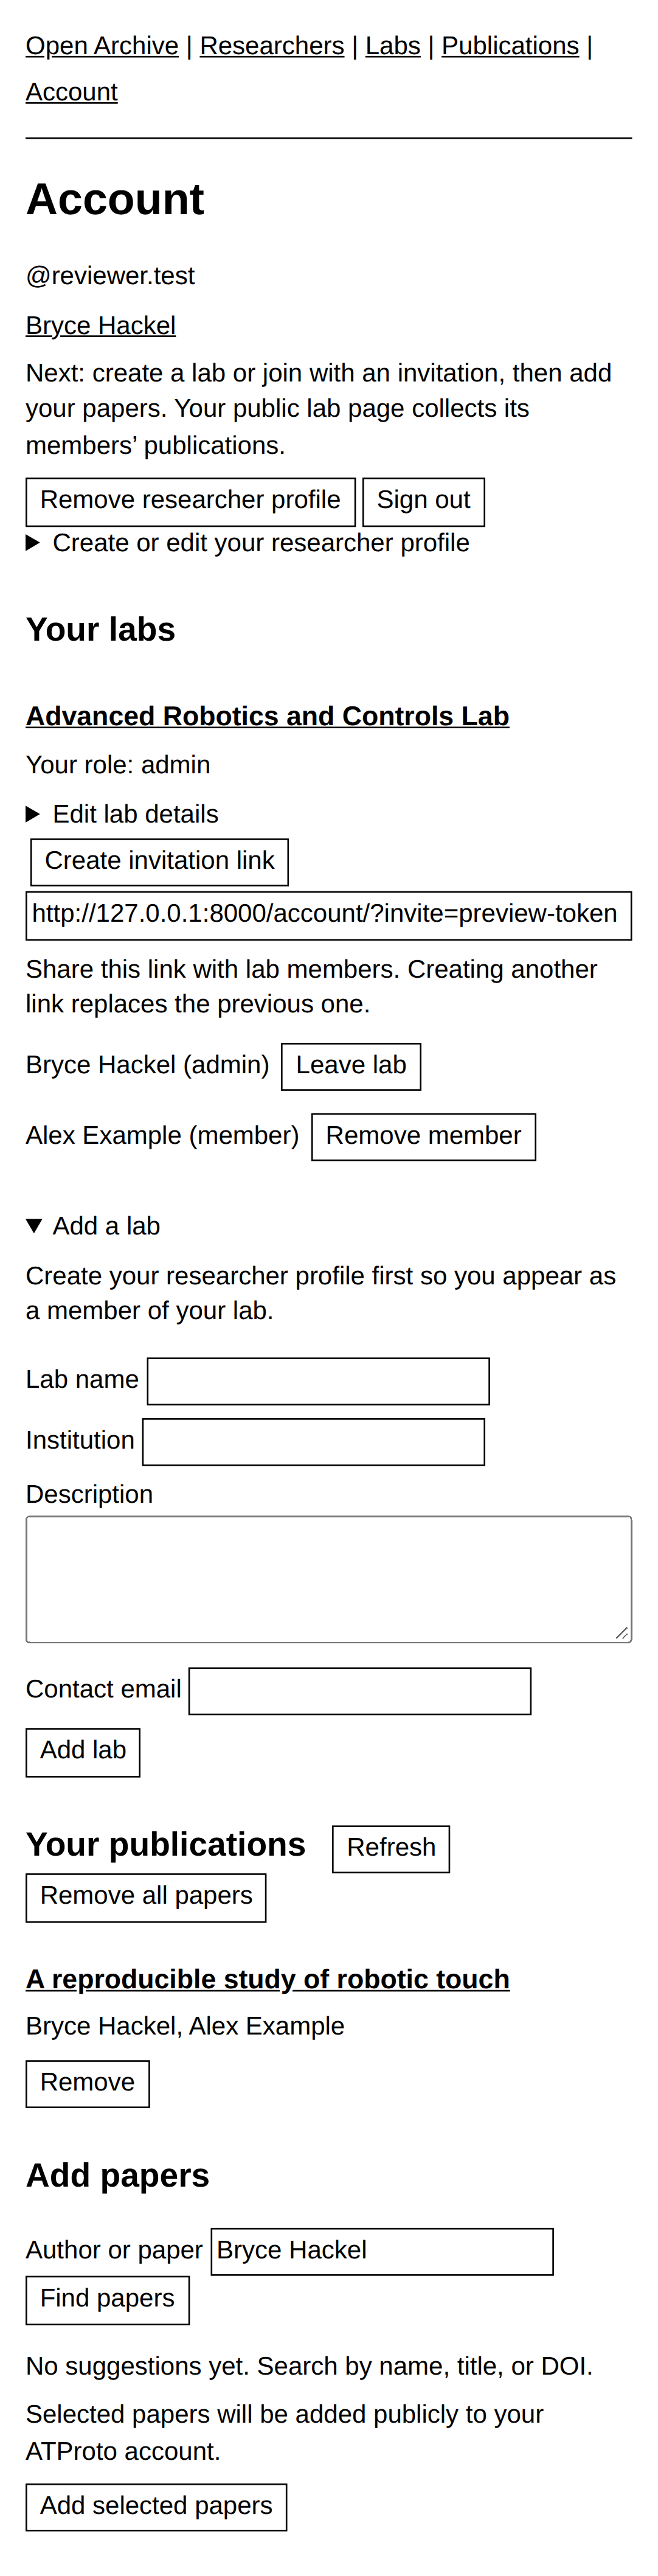 Open Archive | Researchers | Labs | Publications |
Account
Account
@reviewer.test
Bryce Hackel
Next: create a lab or join with an invitation, then add
your papers. Your public lab page collects its
members’ publications.
Remove researcher profile Sign out
Create or edit your researcher profile
Your labs
Advanced Robotics and Controls Lab
Your role: admin
Edit lab details
Create invitation link
http://127.0.0.1:8000/account/?invite=preview-token
Share this link with lab members. Creating another
link replaces the previous one.
Bryce Hackel (admin) Leave lab
Alex Example (member) Remove member
Add a lab
Create your researcher profile first so you appear as
a member of your lab.
Lab name
Institution
Description
Contact email
Add lab
Your publications Refresh
Remove all papers
A reproducible study of robotic touch
Bryce Hackel, Alex Example
Remove
Add papers
Author or paper Bryce Hackel
Find papers
No suggestions yet. Search by name, title, or DOI.
Selected papers will be added publicly to your
ATProto account.
Add selected papers